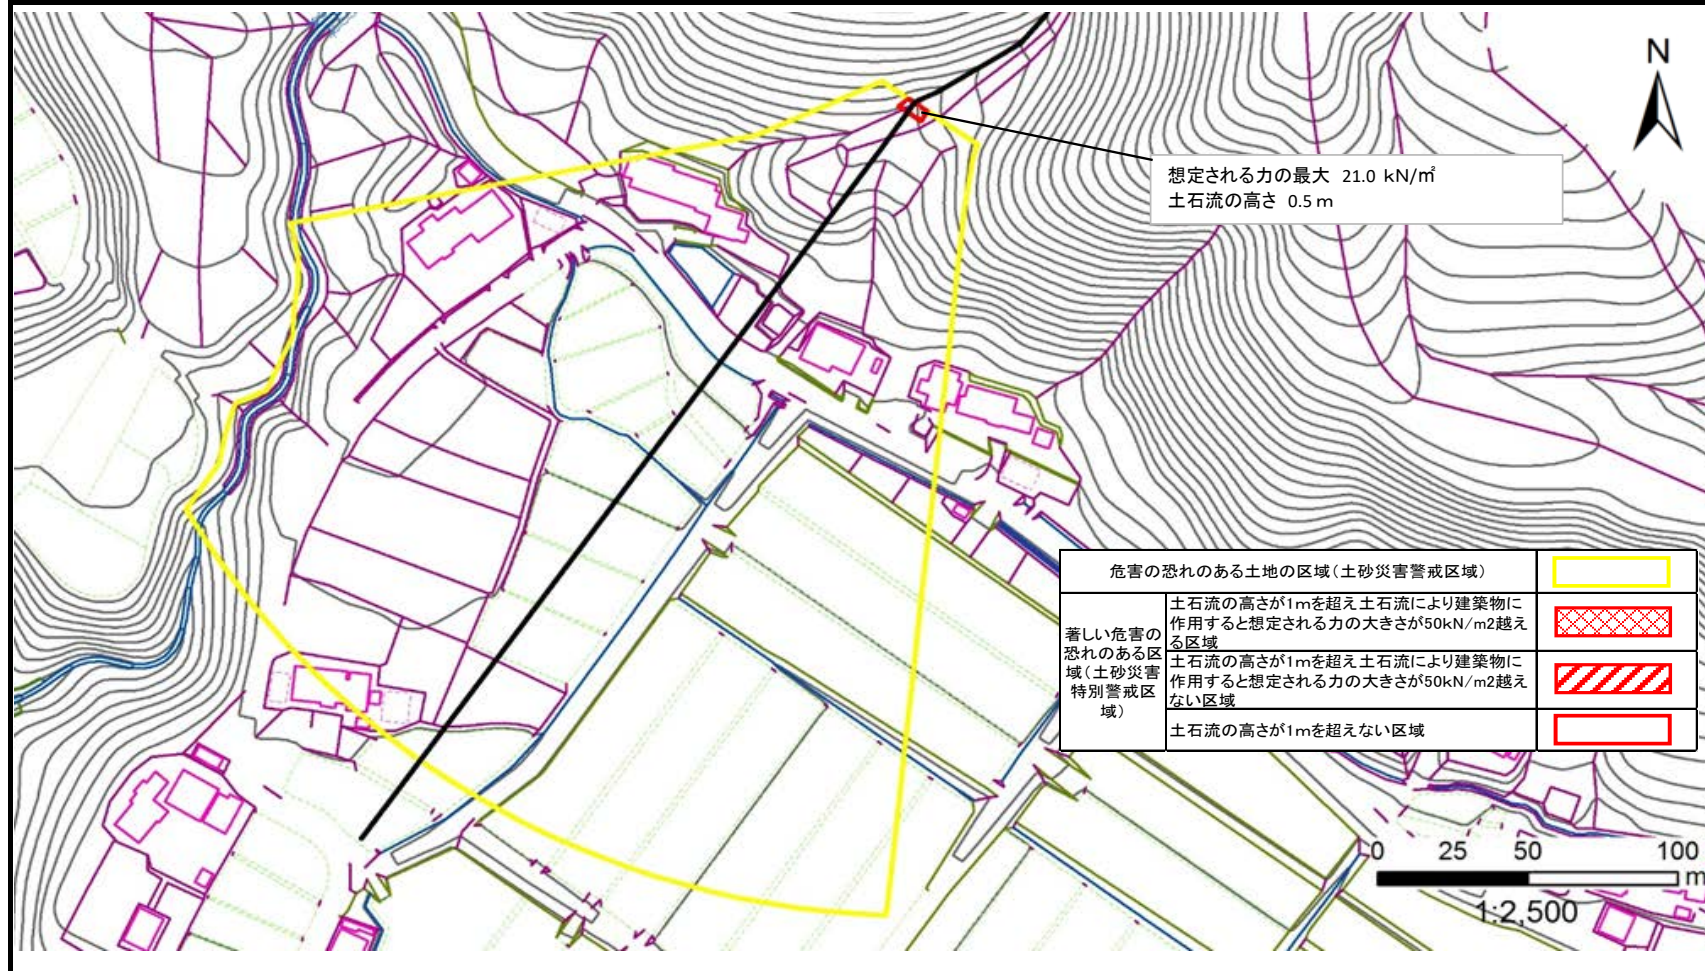 N
想定される力の最大 21.0 kN/㎡
土石流の高さ 0.5 m
危害の恐れのある土地の区域(土砂災害警戒区域)
著しい危害の
恐れのある区
域(土砂災害
特別警戒区
域)
土石流の高さが1mを超え土石流により建築物に
作用すると想定される力の大きさが50kN/m2越え
る区域
土石流の高さが1mを超え土石流により建築物に
作用すると想定される力の大きさが50kN/m2越え
ない区域
土石流の高さが1mを超えない区域
0 25 50 100
m
1:2,500